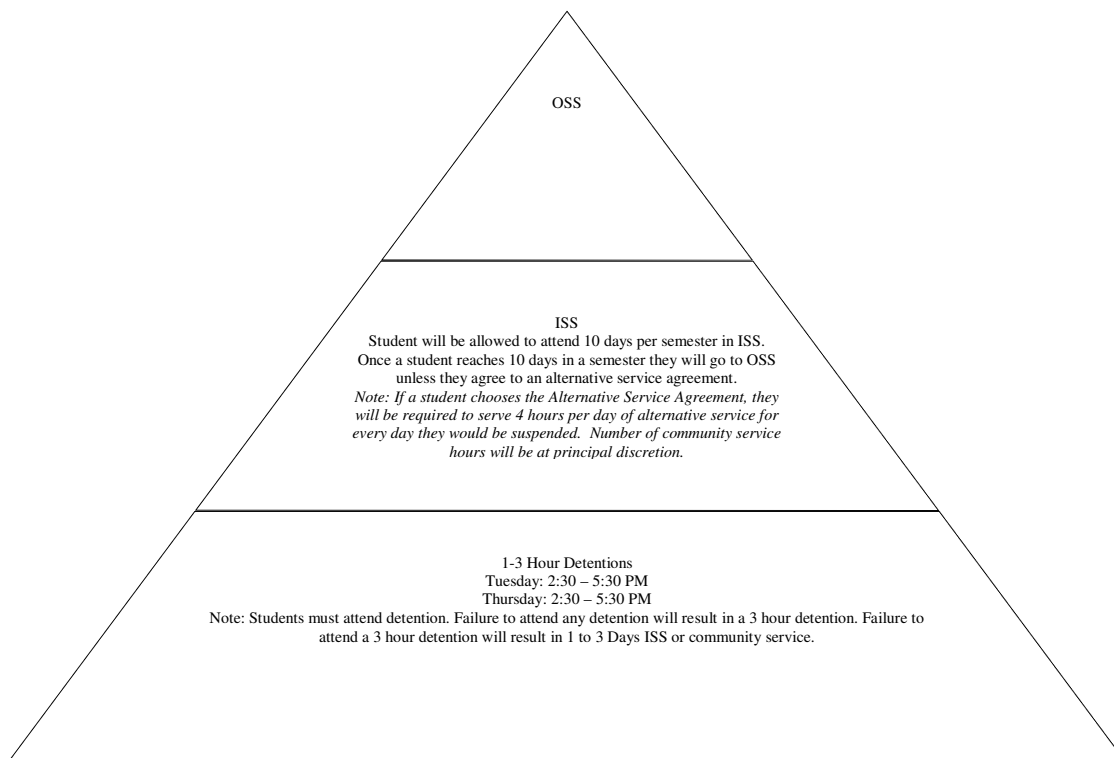 OSS
ISS
Student will be allowed to attend 10 days per semester in ISS.
Once a student reaches 10 days in a semester they will go to OSS
unless they agree to an alternative service agreement.
Note: If a student chooses the Alternative Service Agreement, they
will be required to serve 4 hours per day of alternative service for
every day they would be suspended.  Number of community service
hours will be at principal discretion.
1-3 Hour Detentions
Tuesday: 2:30 – 5:30 PM
Thursday: 2:30 – 5:30 PM
Note: Students must attend detention. Failure to attend any detention will result in a 3 hour detention. Failure to
attend a 3 hour detention will result in 1 to 3 Days ISS or community service.